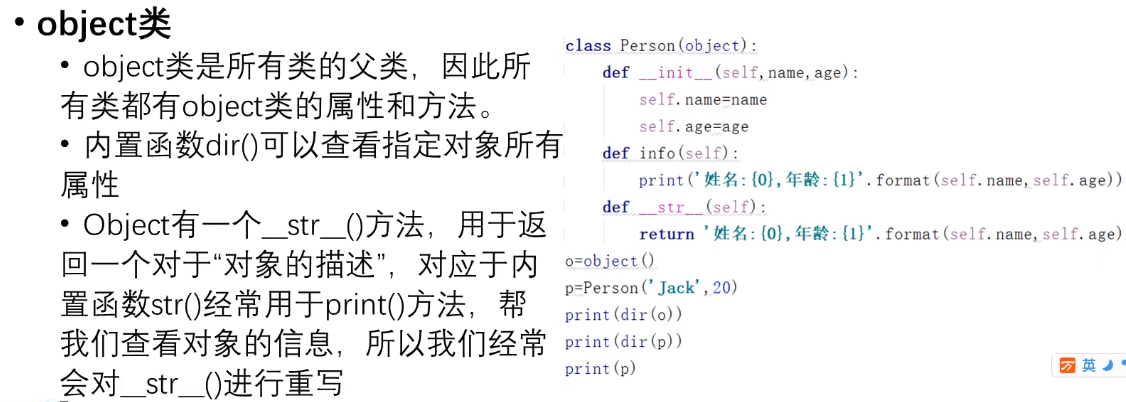 • object类
• object类是所有类的父类，因此所
有类都有object类的属性和方法。
• 内置函数dir()可以查看指定对象所有
属性
• Object有一个__str__()方法，用于返
回一个对于“对象的描述”，对应于内
置函数str()经常用于print()方法，帮
我们查看对象的信息，所以我们经常
会对__str__()进行重写
class Person(object):
    def __init__(self,name,age):
        self.name=name
        self.age=age
    def info(self):
        print('姓名:{0},年龄:{1}'.format(self.name,self.age))
    def __str__(self):
        return '姓名:{0},年龄:{1}'.format(self.name,self.age)
o=object()
p=Person('Jack',20)
print(dir(o))
print(dir(p))
print(p)
英